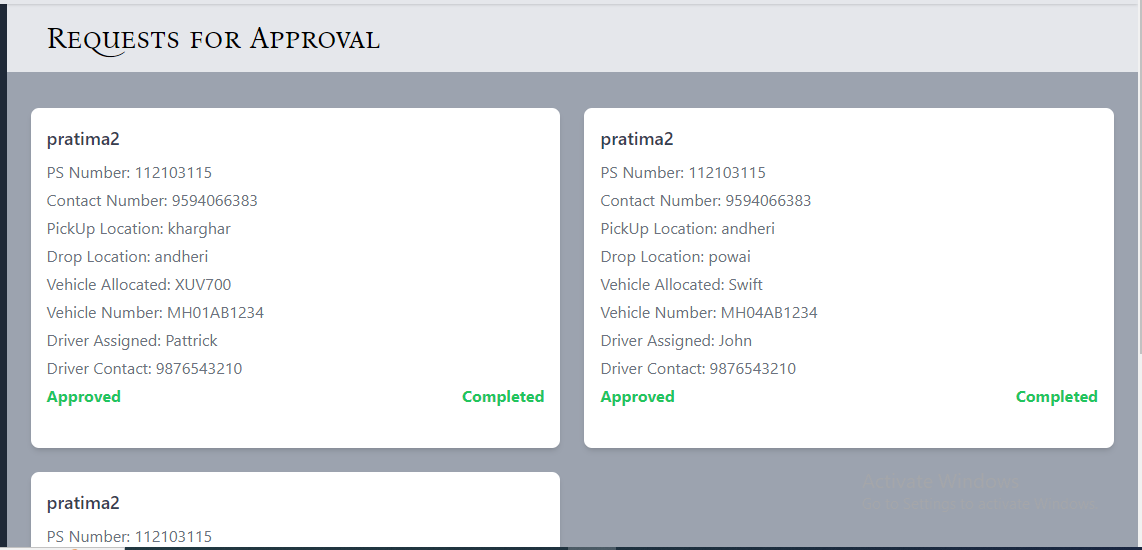 Requests for Approval
pratima2
PS Number: 112103115
Contact Number: 9594066383
PickUp Location: kharghar
Drop Location: andheri
Vehicle Allocated: XUV700
Vehicle Number: MH01AB1234
Driver Assigned: Pattrick
Driver Contact: 9876543210
Approved Completed
pratima2
PS Number: 112103115
Contact Number: 9594066383
PickUp Location: andheri
Drop Location: powai
Vehicle Allocated: Swift
Vehicle Number: MH04AB1234
Driver Assigned: John
Driver Contact: 9876543210
Approved Completed
pratima2
PS Number: 112103115
Activate Windows
Go to Settings to activate Windows.